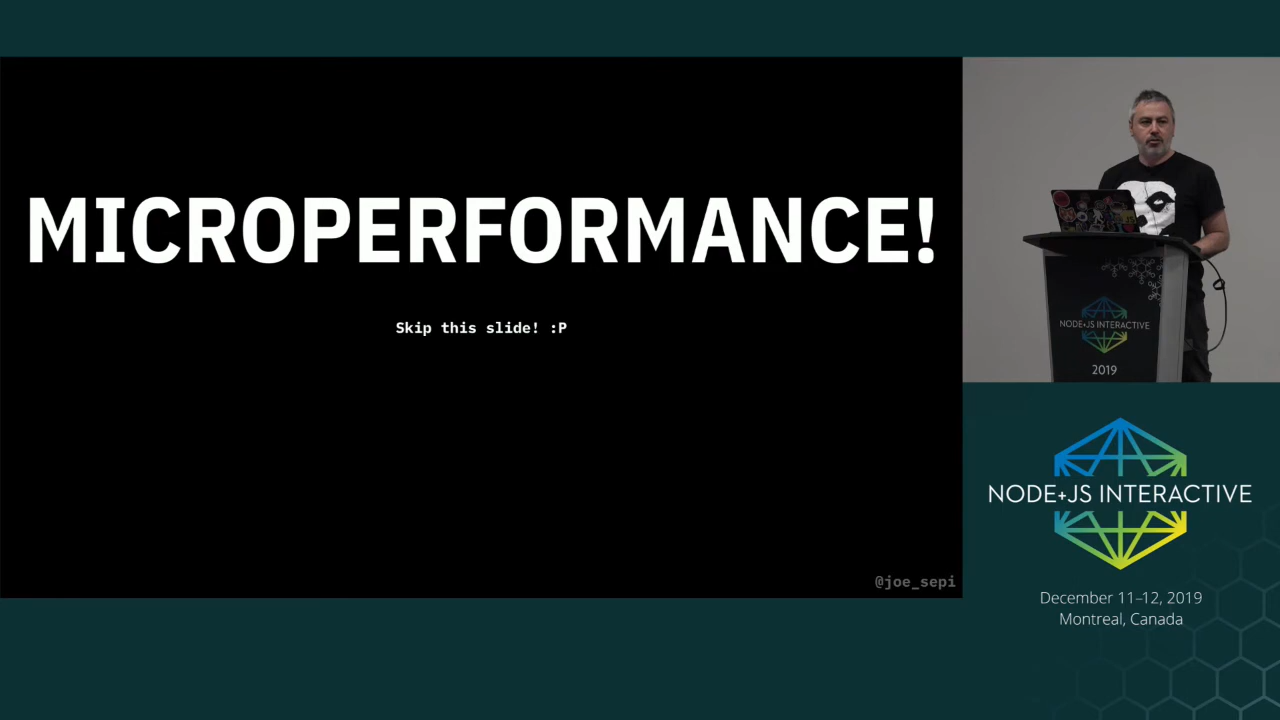 MICROPERFORMANCE!
Skip this slide! :P
@joe_sepi
NODE+JS INTERACTIVE
2019
NODE+JS INTERACTIVE
December 11–12, 2019
Montreal, Canada